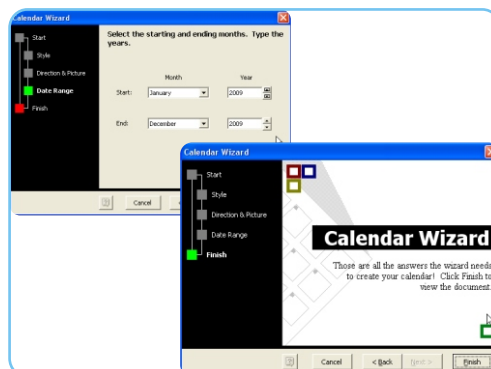 Calendar Wizard
Start
Style
Direction & Picture
Date Range
Finish
Select the starting and ending months. Type the
years.
Month Year
Start: January 2009
End: December 2009
Cancel
Calendar Wizard
Start
Style
Direction & Picture
Date Range
Finish
Calendar Wizard
Those are all the answers the wizard needs
to create your calendar! Click Finish to
view the document.
Cancel < Back Next > Finish